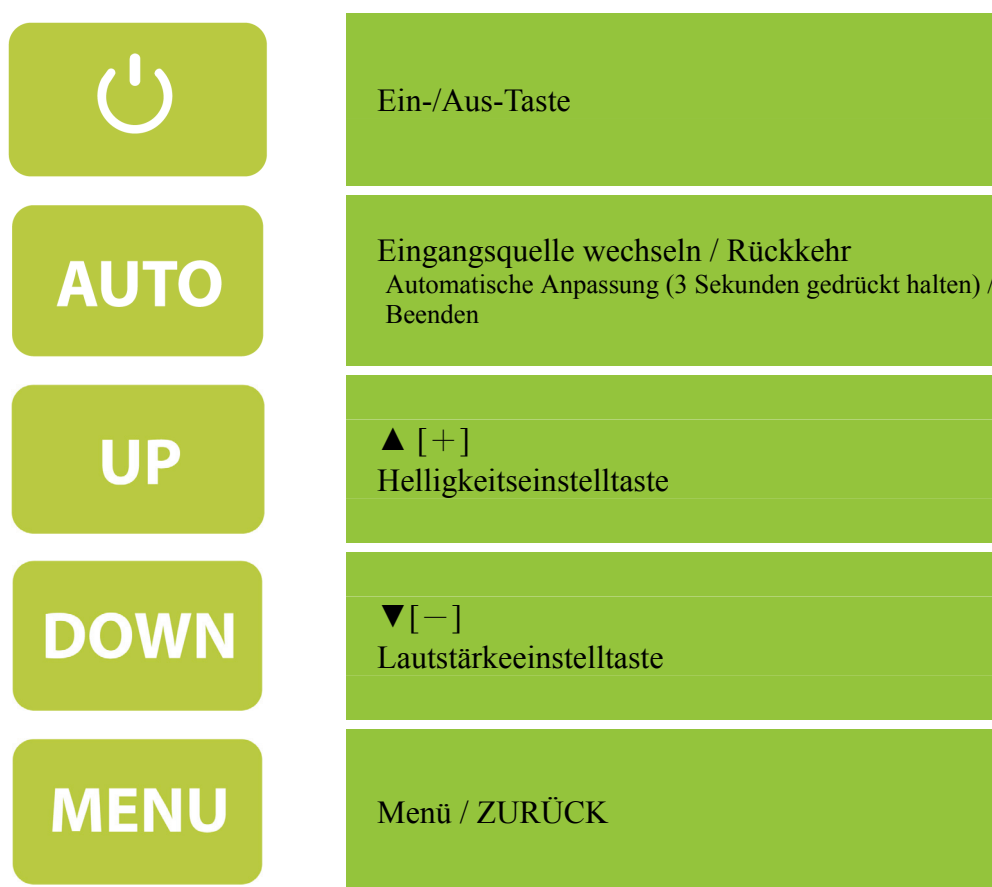 Ein-/Aus-Taste
AUTO
Eingangsquelle wechseln / Rückkehr
Automatische Anpassung (3 Sekunden gedrückt halten) /
Beenden
UP
▲ [＋]
Helligkeitseinstelltaste
DOWN
▼[－]
Lautstärkeeinstelltaste
MENU
Menü / ZURÜCK